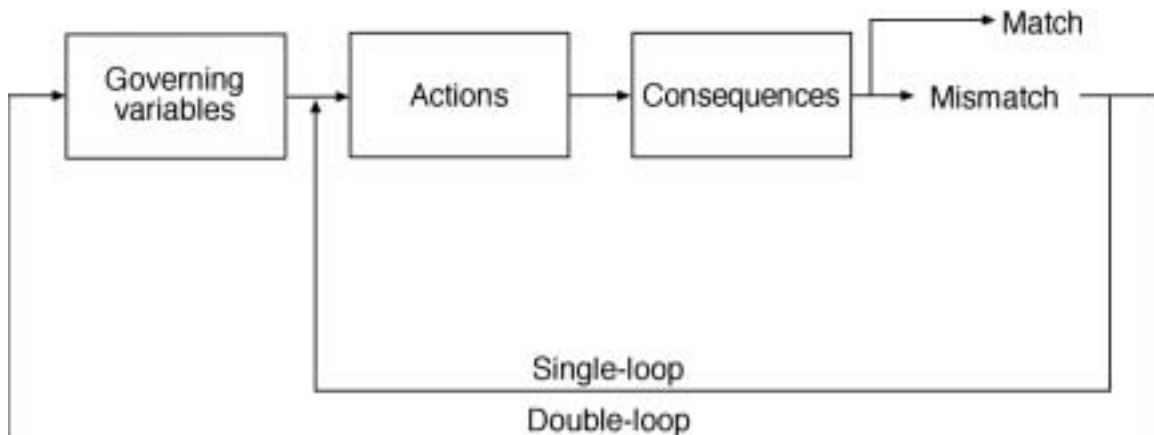 Match
Governing
variables
Actions
Consequences
Mismatch
Single-loop
Double-loop